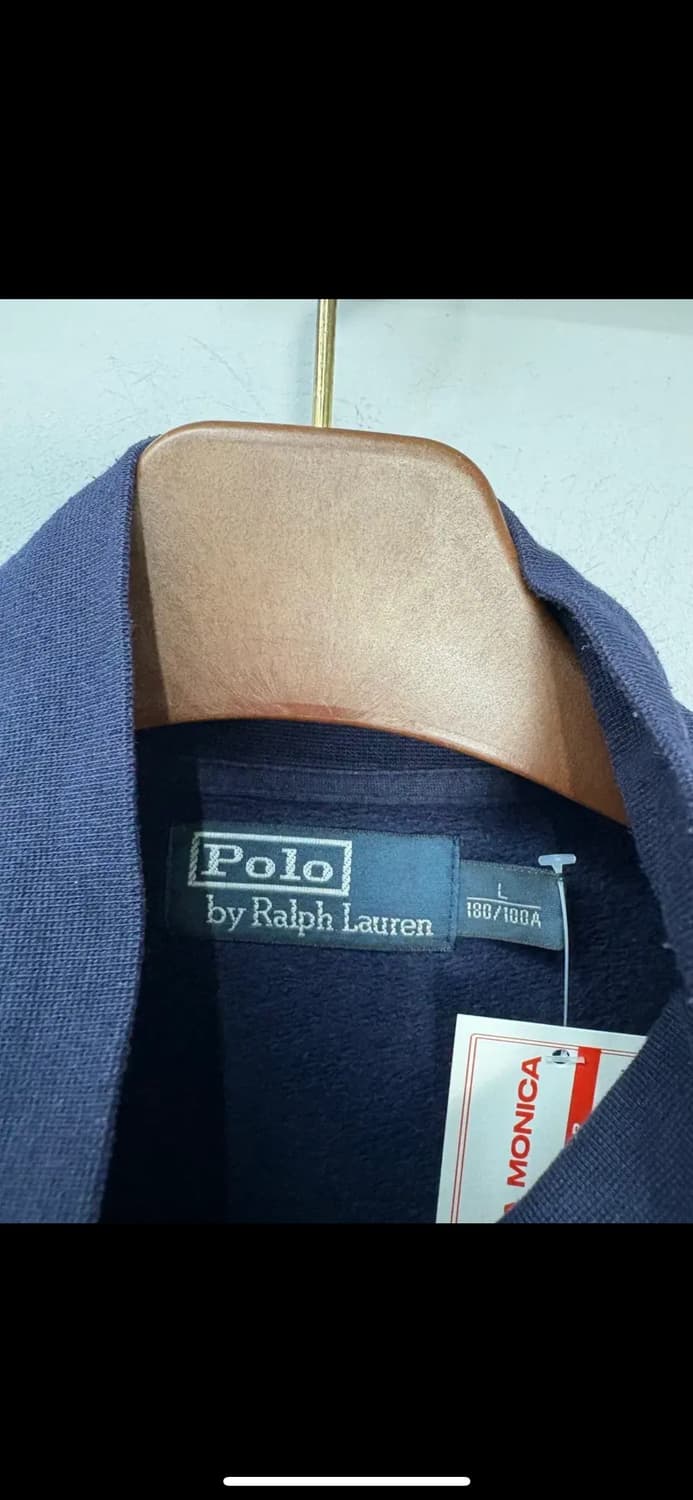 Polo
by Ralph Lauren
L
180/100A
MONICA